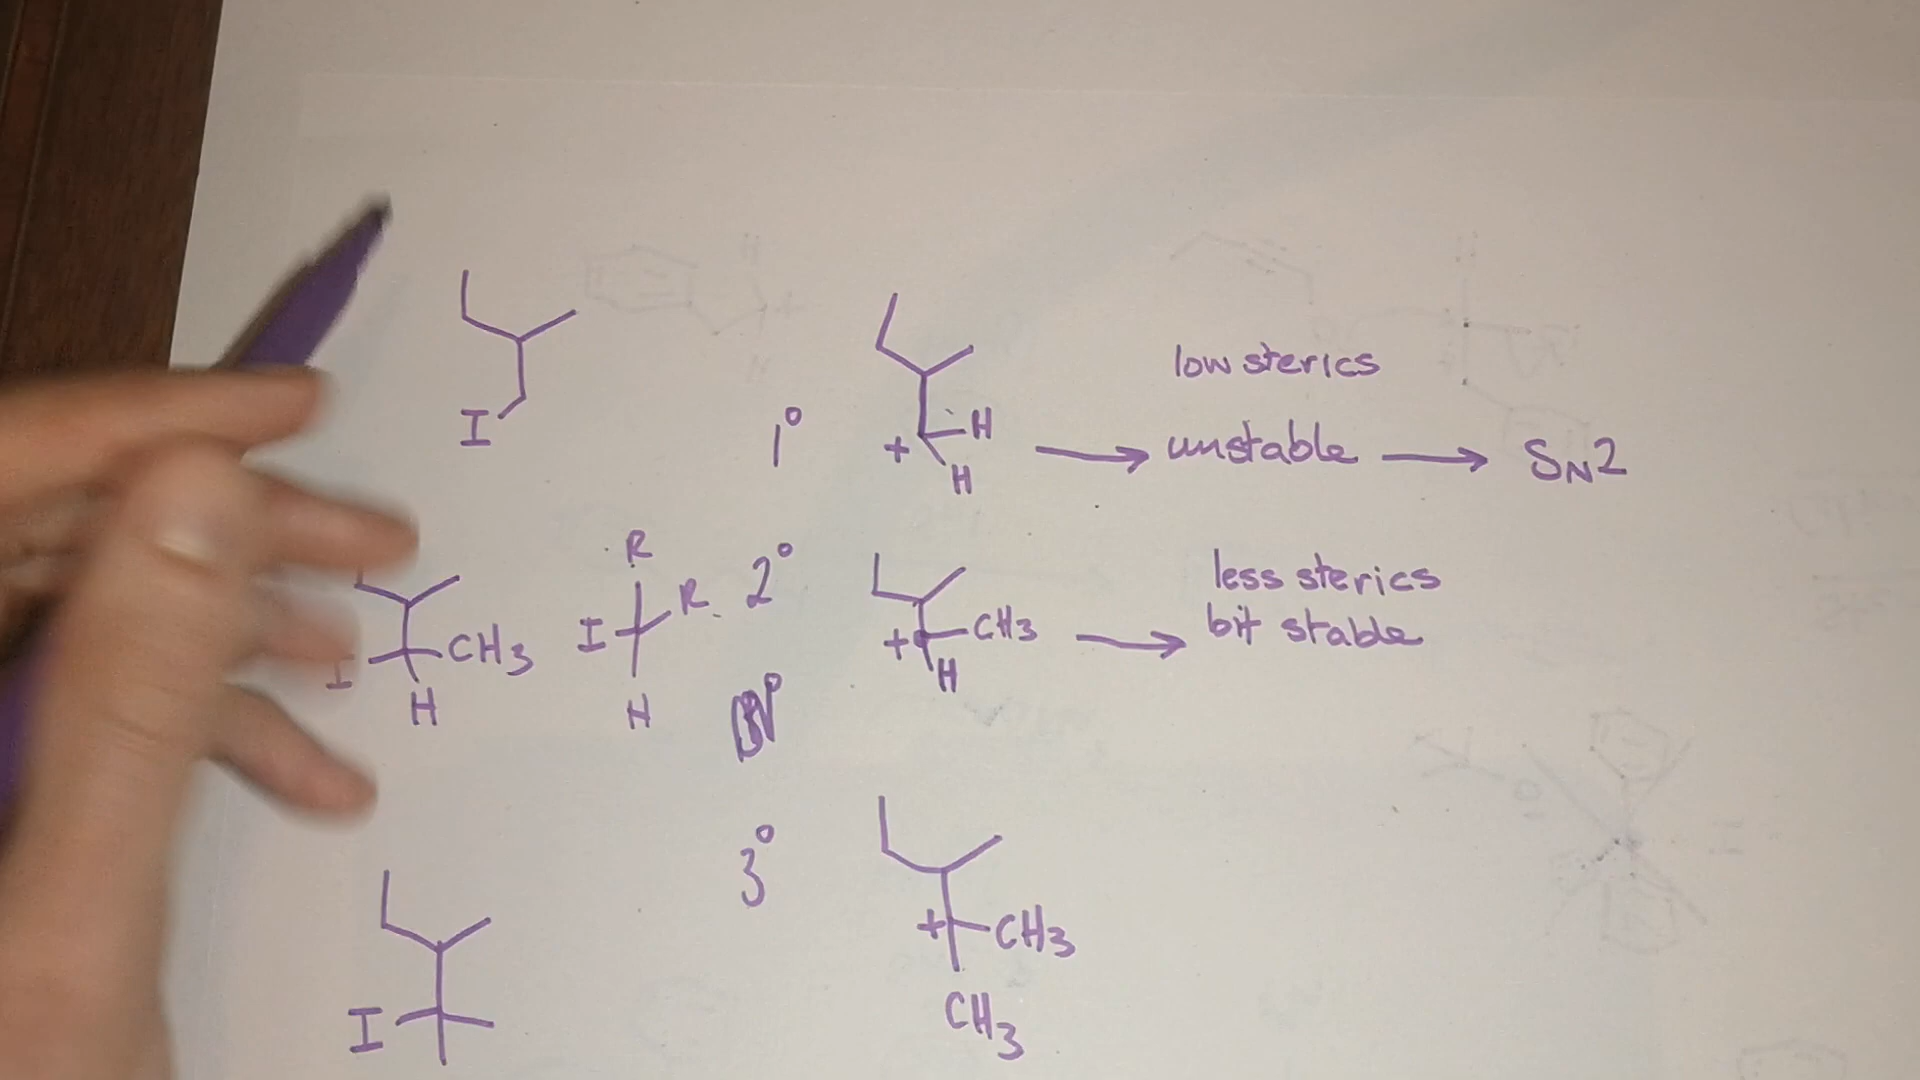 low sterics
I
1°
+
H
H
unstable
SN2
R
R
I
H
2°
I
CH3
H
+
CH3
H
less sterics
bit stable
3°
I
+
CH3
CH3